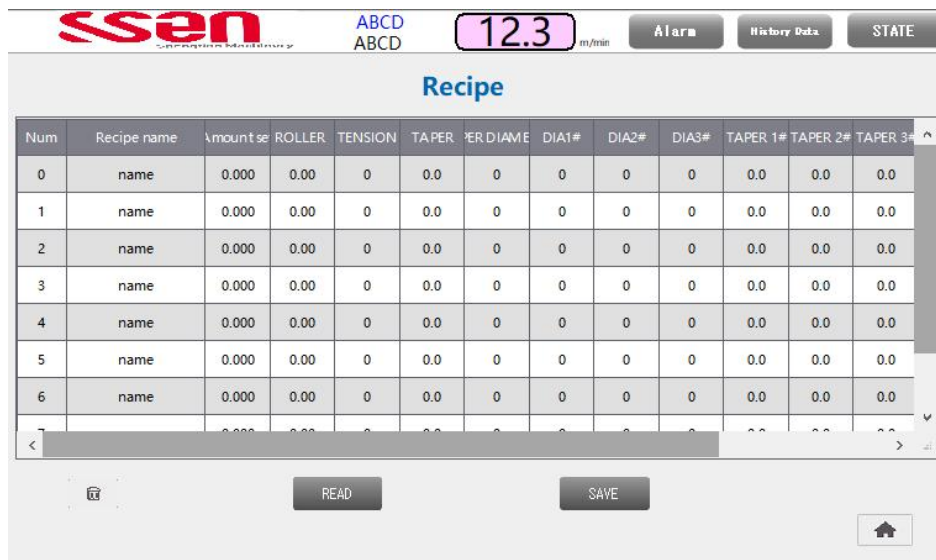 ssen
ABCD
ABCD
12.3 m/min
Alarm
History Data
STATE
Recipe
Num Recipe name Amount se ROLLER TENSION TAPER PER DIAME DIA1# DIA2# DIA3# TAPER 1# TAPER 2# TAPER 3#
0 name 0.000 0.00 0 0.0 0 0 0 0 0.0 0.0 0.0
1 name 0.000 0.00 0 0.0 0 0 0 0 0.0 0.0 0.0
2 name 0.000 0.00 0 0.0 0 0 0 0 0.0 0.0 0.0
3 name 0.000 0.00 0 0.0 0 0 0 0 0.0 0.0 0.0
4 name 0.000 0.00 0 0.0 0 0 0 0 0.0 0.0 0.0
5 name 0.000 0.00 0 0.0 0 0 0 0 0.0 0.0 0.0
6 name 0.000 0.00 0 0.0 0 0 0 0 0.0 0.0 0.0
READ
SAVE